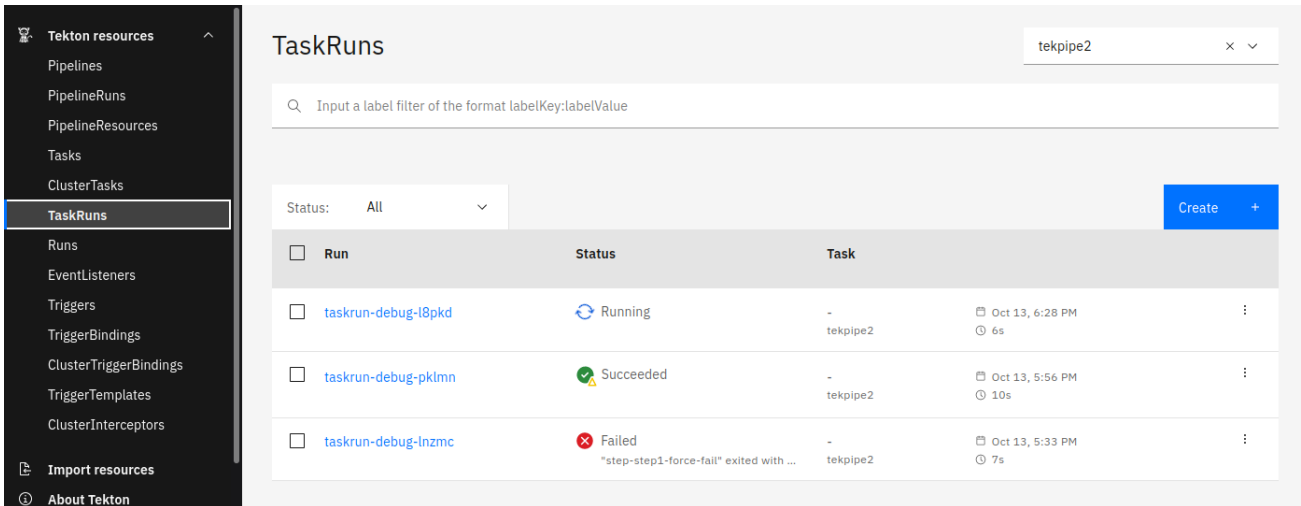 Tekton resources
Pipelines
PipelineRuns
PipelineResources
Tasks
ClusterTasks
TaskRuns
Runs
EventListeners
Triggers
TriggerBindings
ClusterTriggerBindings
TriggerTemplates
ClusterInterceptors
Import resources
About Tekton
TaskRuns
tekpipe2
Input a label filter of the format labelKey:labelValue
Status: All
Create +
Run Status Task
taskrun-debug-l8pkd Running - Oct 13, 6:28 PM
tekpipe2 6s
taskrun-debug-pklmn Succeeded - Oct 13, 5:56 PM
tekpipe2 10s
taskrun-debug-lnzmc Failed - Oct 13, 5:33 PM
"step-step1-force-fail" exited with ... tekpipe2 7s